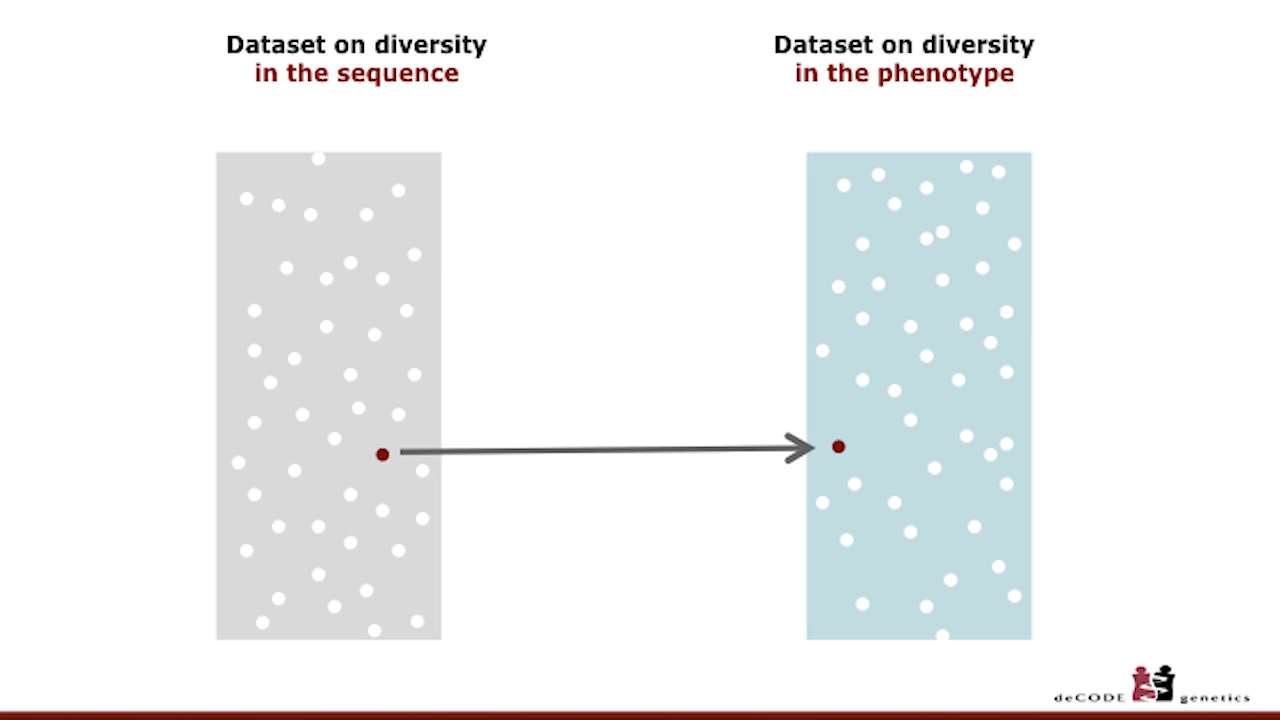 Dataset on diversity
in the sequence
Dataset on diversity
in the phenotype
deCODE genetics